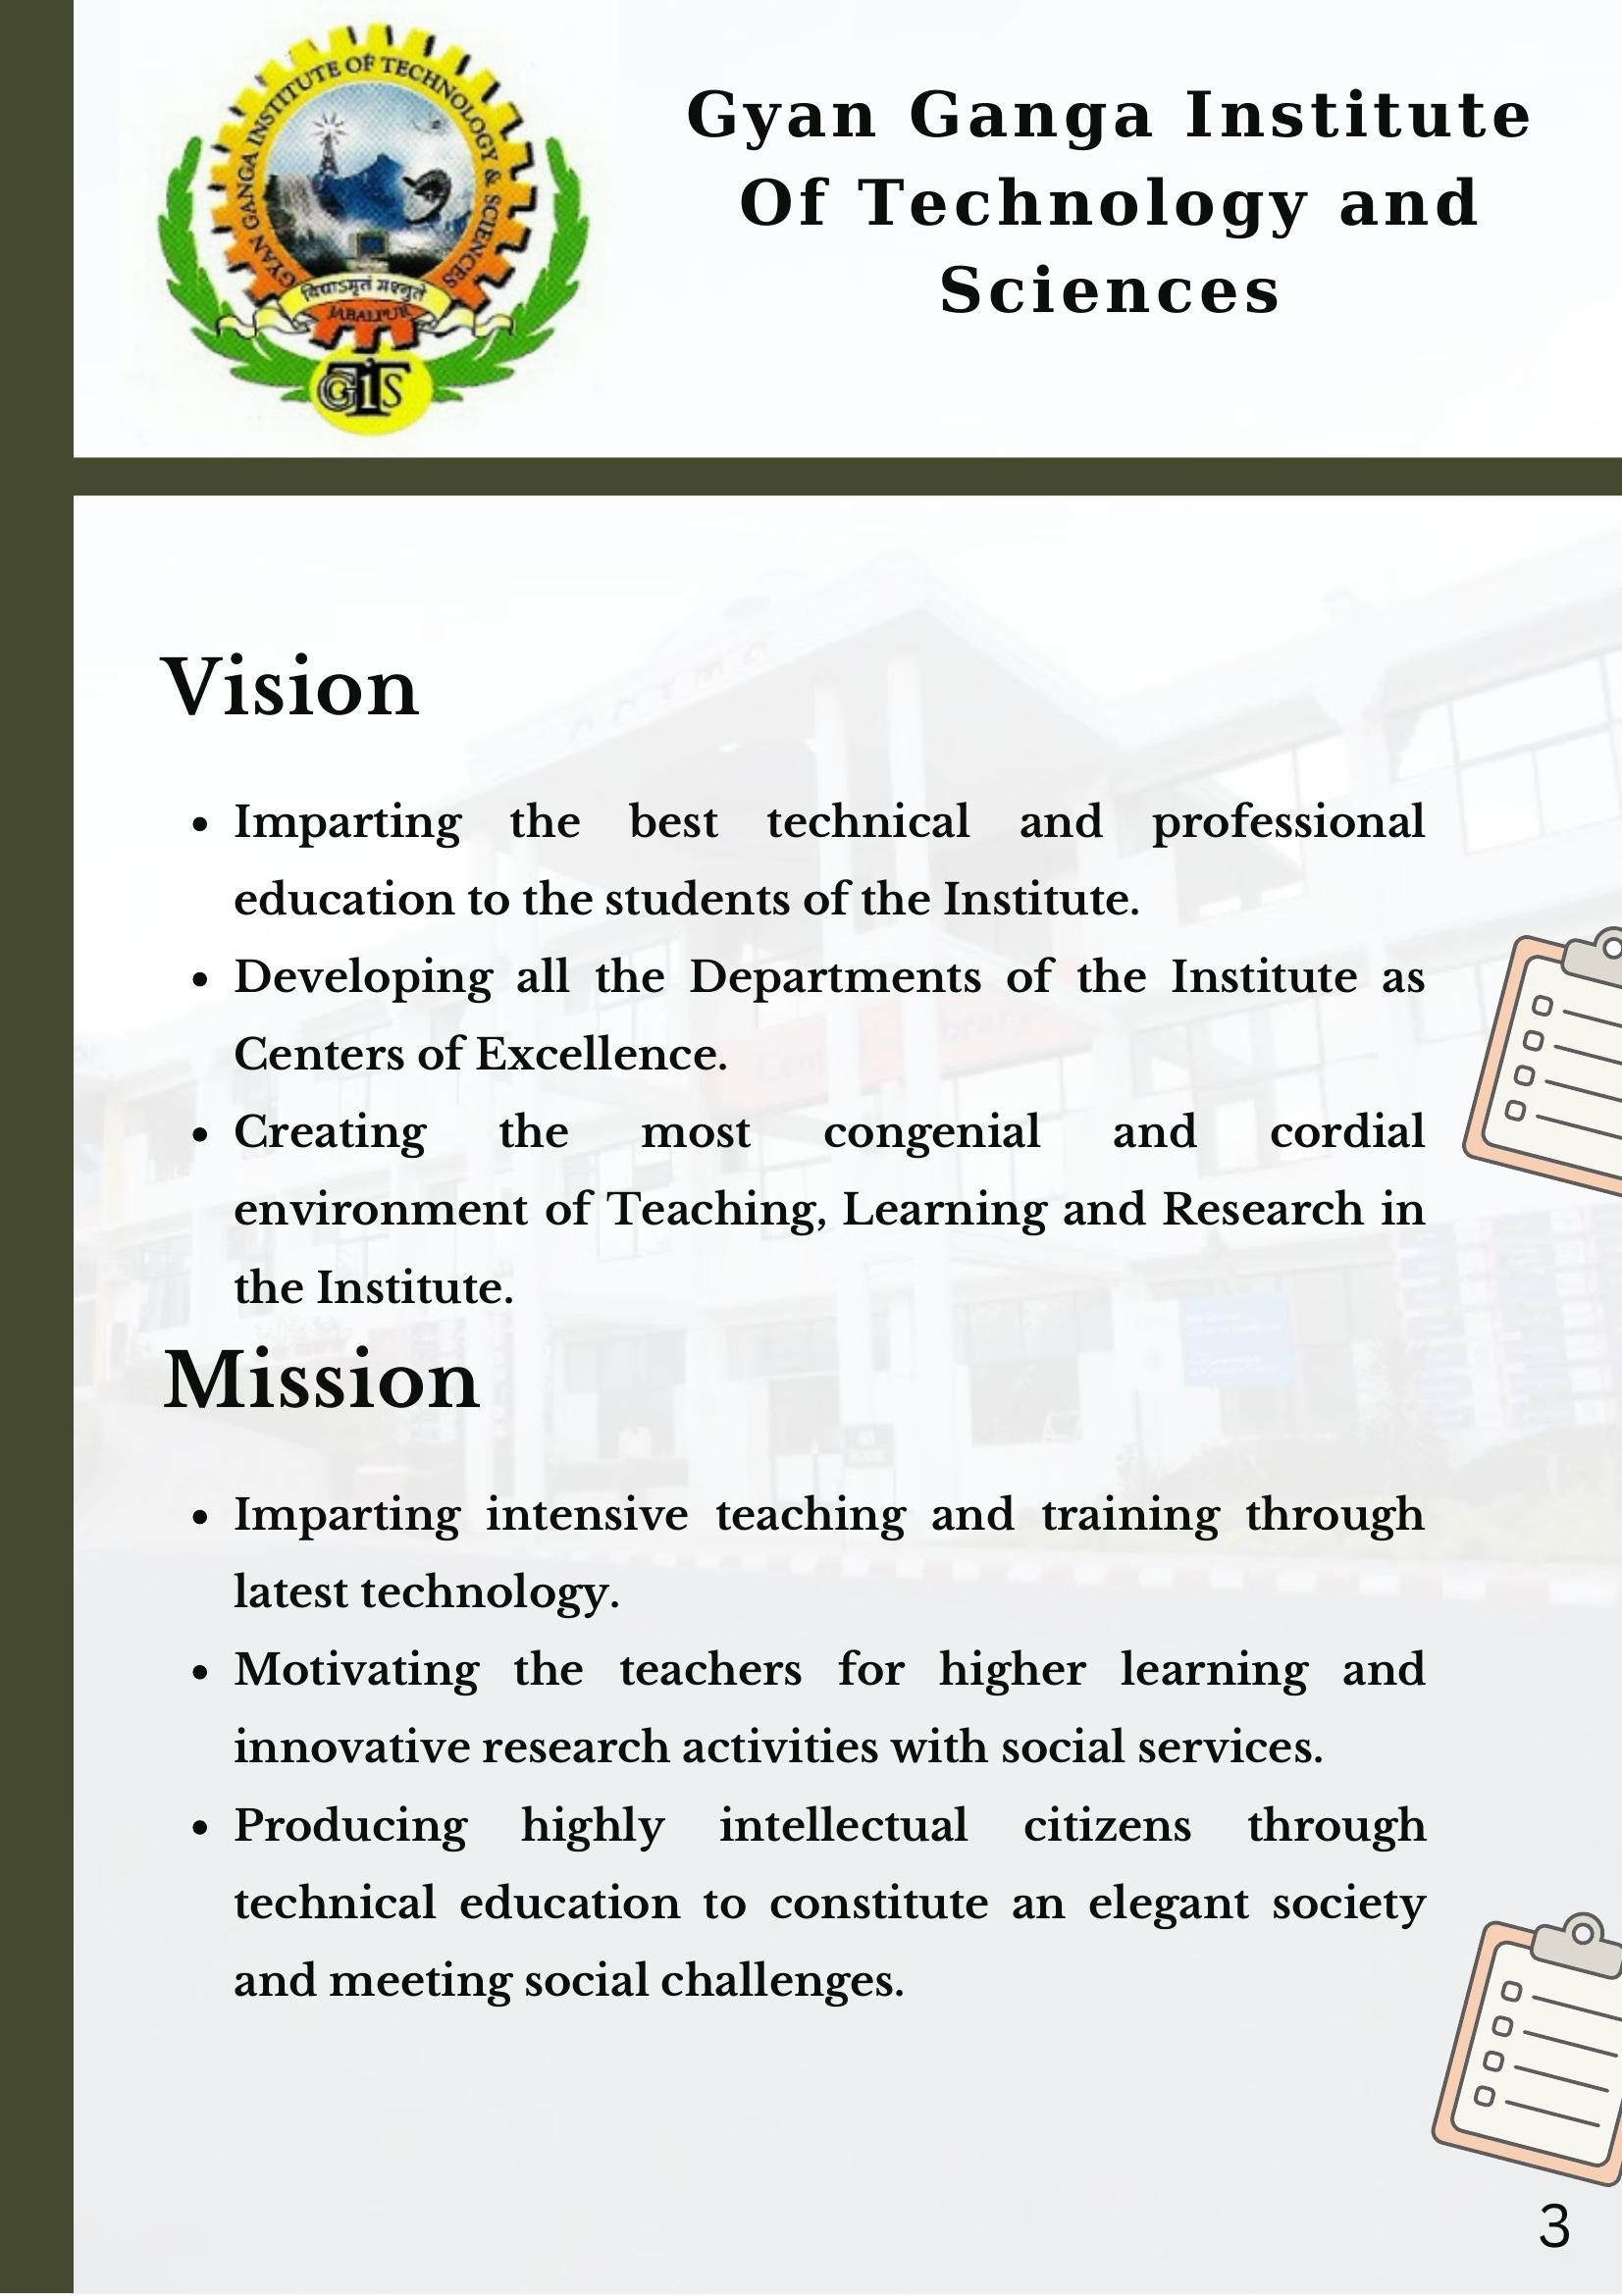 GYAN GANGA INSTITUTE OF TECHNOLOGY & SCIENCES
विद्याऽमृतं मश्नुते
JABALPUR
GGITS
Gyan Ganga Institute
Of Technology and
Sciences
Vision
• Imparting the best technical and professional
education to the students of the Institute.
• Developing all the Departments of the Institute as
Centers of Excellence.
• Creating the most congenial and cordial
environment of Teaching, Learning and Research in
the Institute.
Mission
• Imparting intensive teaching and training through
latest technology.
• Motivating the teachers for higher learning and
innovative research activities with social services.
• Producing highly intellectual citizens through
technical education to constitute an elegant society
and meeting social challenges.
3